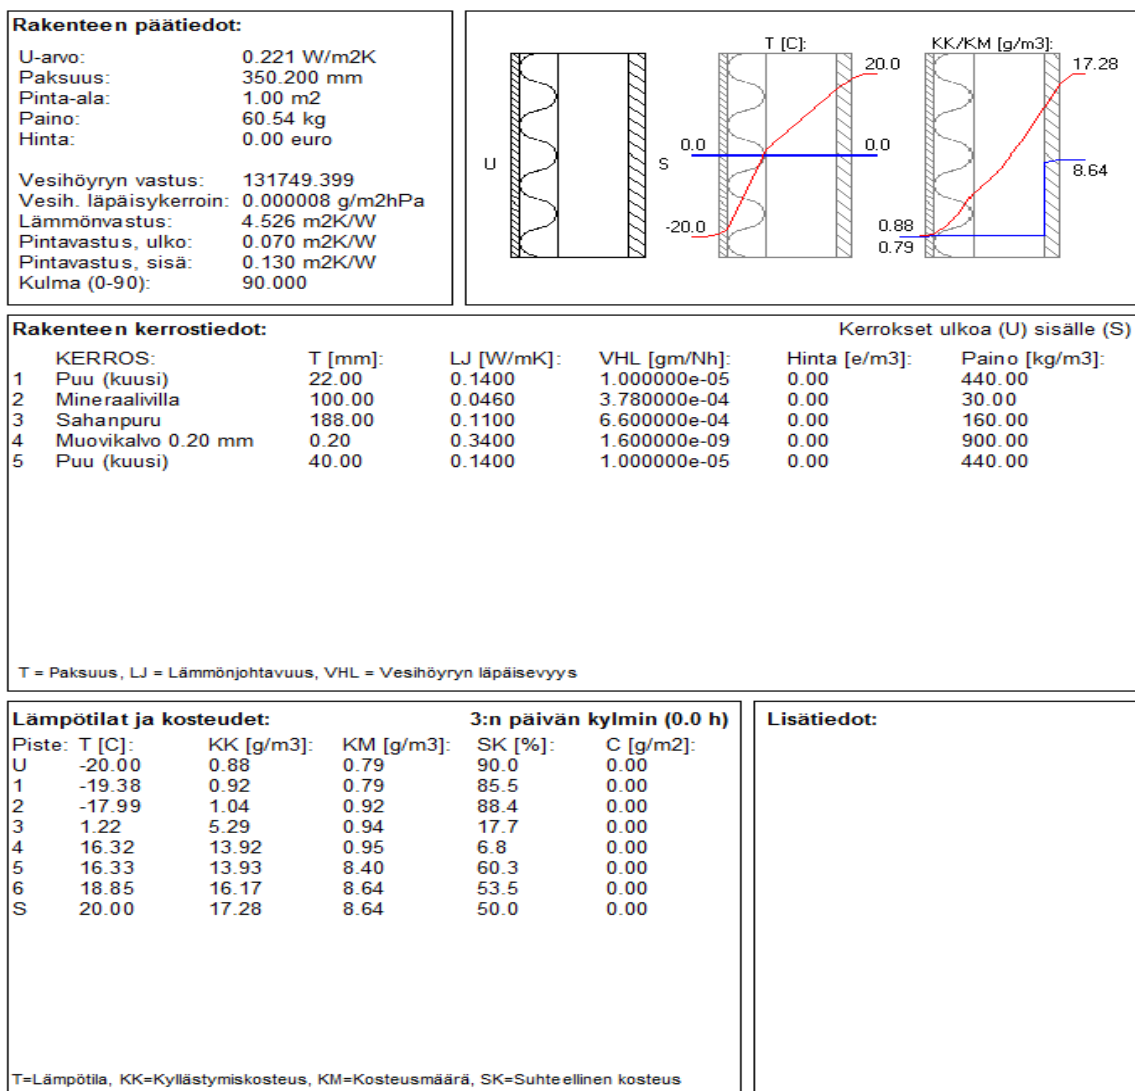 Rakenteen päätiedot:
U-arvo: 0.221 W/m2K
Paksuus: 350.200 mm
Pinta-ala: 1.00 m2
Paino: 60.54 kg
Hinta: 0.00 euro
Vesihöyryn vastus: 131749.399
Vesih. läpäisykerroin: 0.000008 g/m2hPa
Lämmönvastus: 4.526 m2K/W
Pintavastus, ulko: 0.070 m2K/W
Pintavastus, sisä: 0.130 m2K/W
Kulma (0-90): 90.000
U
S
T [C]:
20.0
0.0
0.0
-20.0
KK/KM [g/m3]:
17.28
8.64
0.88
0.79
Rakenteen kerrostiedot: Kerrokset ulkoa (U) sisälle (S)
KERROS: T [mm]: LJ [W/mK]: VHL [gm/Nh]: Hinta [e/m3]: Paino [kg/m3]:
1 Puu (kuusi) 22.00 0.1400 1.000000e-05 0.00 440.00
2 Mineraalivilla 100.00 0.0460 3.780000e-04 0.00 30.00
3 Sahanpuru 188.00 0.1100 6.600000e-04 0.00 160.00
4 Muovikalvo 0.20 mm 0.20 0.3400 1.600000e-09 0.00 900.00
5 Puu (kuusi) 40.00 0.1400 1.000000e-05 0.00 440.00
T = Paksuus, LJ = Lämmönjohtavuus, VHL = Vesihöyryn läpäisevyys
Lämpötilat ja kosteudet: 3:n päivän kylmin (0.0 h)
Piste: T [C]: KK [g/m3]: KM [g/m3]: SK [%]: C [g/m2]:
U -20.00 0.88 0.79 90.0 0.00
1 -19.38 0.92 0.79 85.5 0.00
2 -17.99 1.04 0.92 88.4 0.00
3 1.22 5.29 0.94 17.7 0.00
4 16.32 13.92 0.95 6.8 0.00
5 16.33 13.93 8.40 60.3 0.00
6 18.85 16.17 8.64 53.5 0.00
S 20.00 17.28 8.64 50.0 0.00
T=Lämpötila, KK=Kyllästymiskosteus, KM=Kosteusmäärä, SK=Suhteellinen kosteus
Lisätiedot: